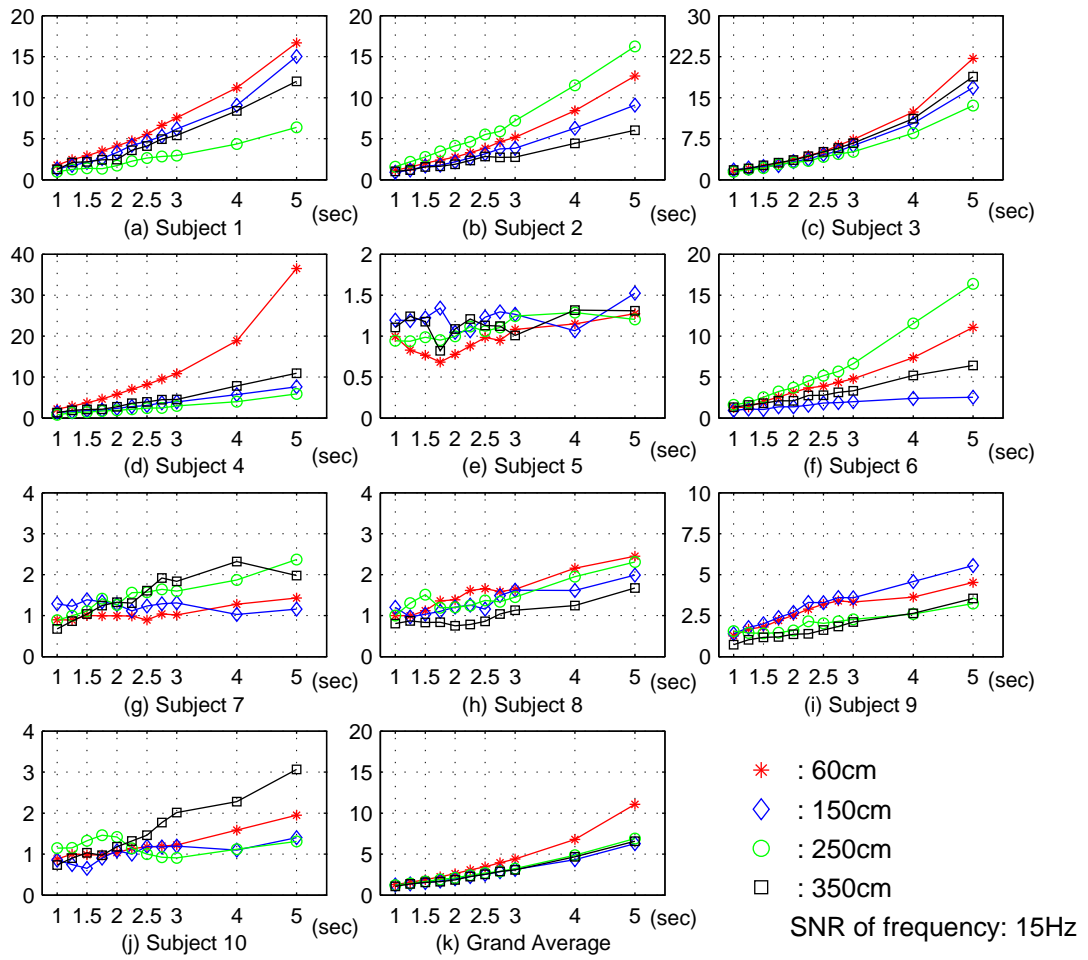 20
15
10
5
0
1 1.5 2 2.5 3 4 5 (sec)
(a) Subject 1
20
15
10
5
0
1 1.5 2 2.5 3 4 5 (sec)
(b) Subject 2
30
22.5
15
7.5
0
1 1.5 2 2.5 3 4 5 (sec)
(c) Subject 3
40
30
20
10
0
1 1.5 2 2.5 3 4 5 (sec)
(d) Subject 4
2
1.5
1
0.5
0
1 1.5 2 2.5 3 4 5 (sec)
(e) Subject 5
20
15
10
5
0
1 1.5 2 2.5 3 4 5 (sec)
(f) Subject 6
4
3
2
1
0
1 1.5 2 2.5 3 4 5 (sec)
(g) Subject 7
4
3
2
1
0
1 1.5 2 2.5 3 4 5 (sec)
(h) Subject 8
10
7.5
5
2.5
0
1 1.5 2 2.5 3 4 5 (sec)
(i) Subject 9
4
3
2
1
0
1 1.5 2 2.5 3 4 5 (sec)
(j) Subject 10
20
15
10
5
0
1 1.5 2 2.5 3 4 5 (sec)
(k) Grand Average
: 60cm
: 150cm
: 250cm
: 350cm
SNR of frequency: 15Hz